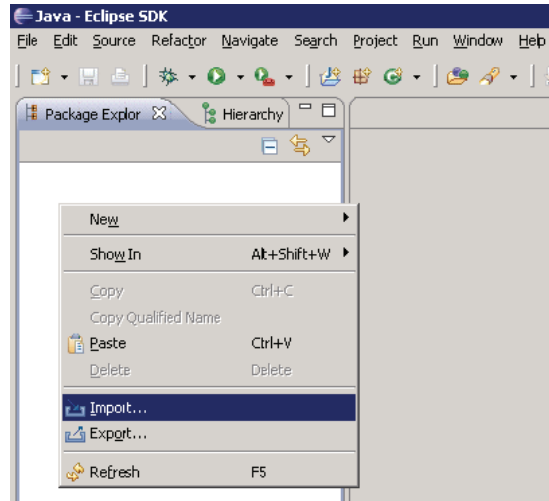 Java - Eclipse SDK
File Edit Source Refactor Navigate Search Project Run Window Help
Package Explor Hierarchy
New
Show In Alt+Shift+W
Copy Ctrl+C
Copy Qualified Name
Paste Ctrl+V
Delete Delete
Import...
Export...
Refresh F5